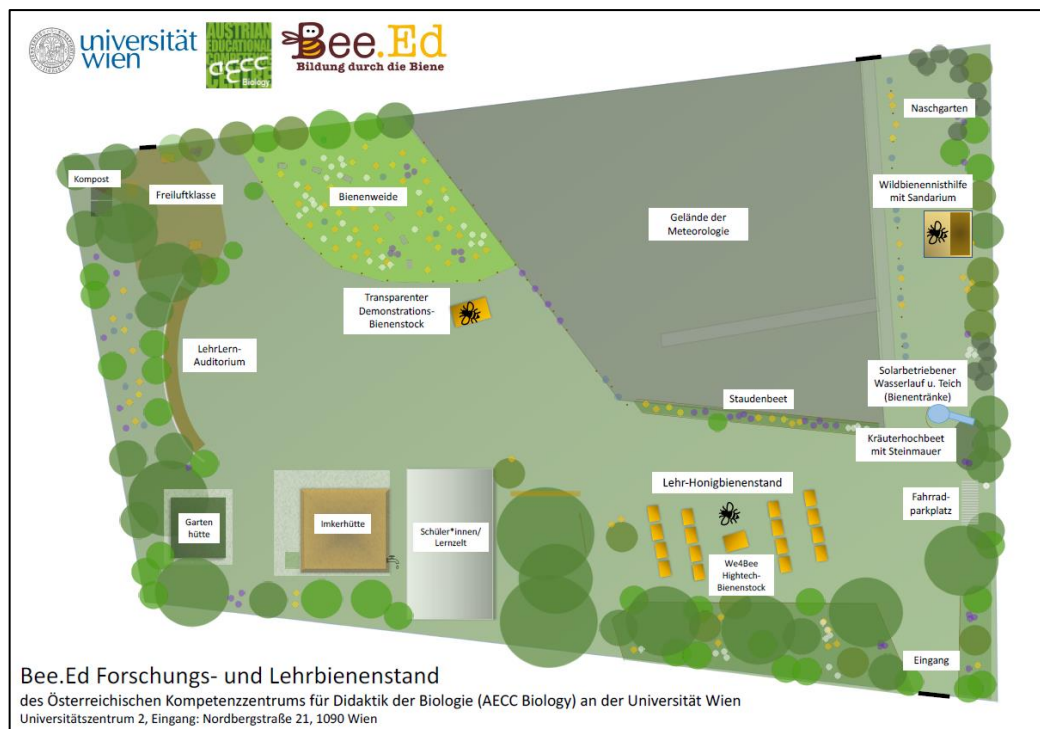 universität
wien
AUSTRIAN
EDUCATIONAL
COMPETENCE
CENTRE
aecc
Biology
Bee.Ed
Bildung durch die Biene
Naschgarten
Kompost
Freiluftklasse
Bienenweide
Wildbienennisthilfe
mit Sandarium
Gelände der
Meteorologie
Transparenter
Demonstrations-
Bienenstock
LehrLern-
Auditorium
Solarbetriebener
Wasserlauf u. Teich
(Bienentränke)
Staudenbeet
Kräuterhochbeet
mit Steinmauer
Lehr-Honigbienenstand
Fahrrad-
parkplatz
Garten
hütte
Imkerhütte
Schüler*innen/
Lernzelt
We4Bee
Hightech-
Bienenstock
Eingang
Bee.Ed Forschungs- und Lehrbienenstand
des Österreichischen Kompetenzzentrums für Didaktik der Biologie (AECC Biology) an der Universität Wien
Universitätszentrum 2, Eingang: Nordbergstraße 21, 1090 Wien